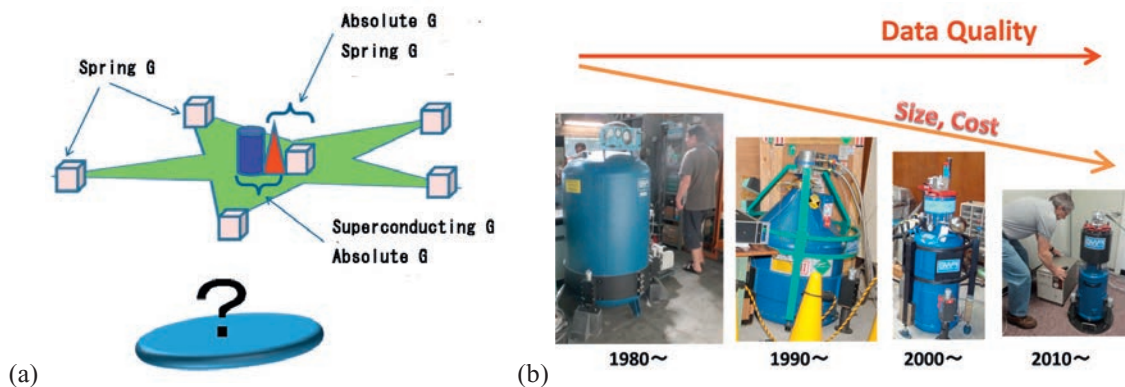 Absolute G
Spring G
Spring G
Superconducting G
Absolute G
?
(a)
Data Quality
Size, Cost
1980~
1990~
2000~
2010~
(b)